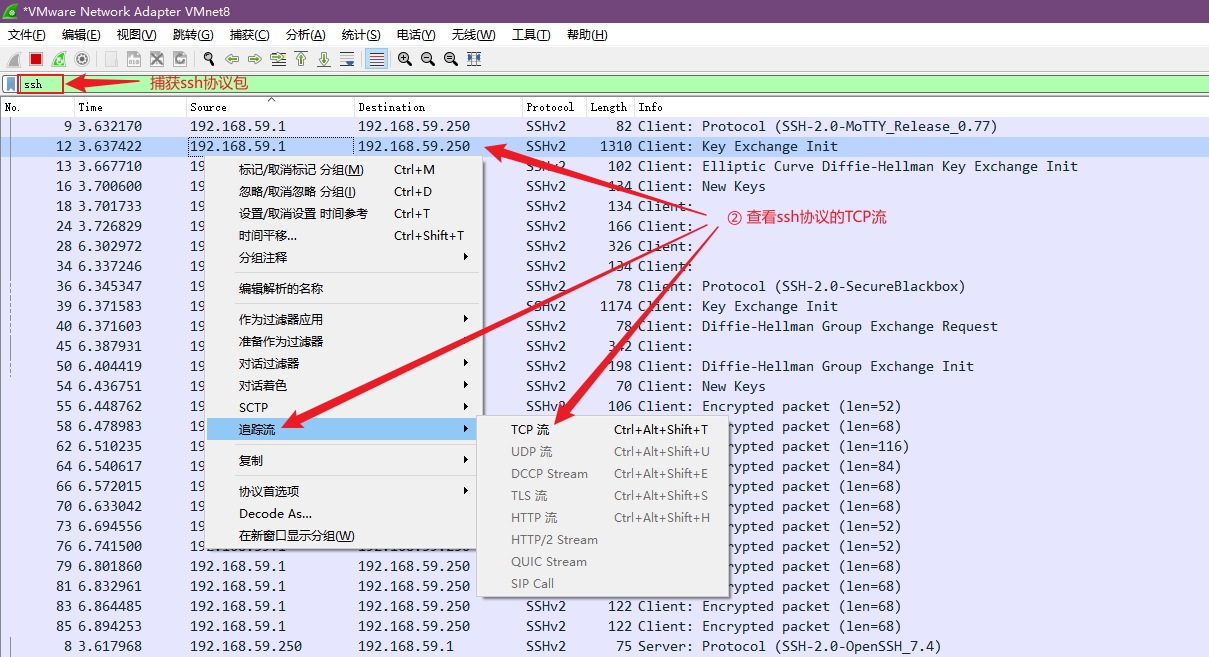 *VMware Network Adapter VMnet8
文件(F) 编辑(E) 视图(V) 跳转(G) 捕获(C) 分析(A) 统计(S) 电话(Y) 无线(W) 工具(T) 帮助(H)
ssh 捕获ssh协议包
No. Time Source Destination Protocol Length Info
9 3.632170 192.168.59.1 192.168.59.250 SSHv2 82 Client: Protocol (SSH-2.0-MoTTY_Release_0.77)
12 3.637422 192.168.59.1 192.168.59.250 SSHv2 1310 Client: Key Exchange Init
13 3.667710 SSHv2 102 Client: Elliptic Curve Diffie-Hellman Key Exchange Init
16 3.700600 19 SSHv2 134 Client: New Keys
18 3.701733 19 SSHv2 134 Client:
24 3.726829 19 SSHv2 166 Client:
28 6.302972 19 SSHv2 326 Client:
34 6.337246 19 SSHv2 134 Client:
36 6.345347 19 SSHv2 78 Client: Protocol (SSH-2.0-SecureBlackbox)
39 6.371583 19 SSHv2 1174 Client: Key Exchange Init
40 6.371603 19 SSHv2 78 Client: Diffie-Hellman Group Exchange Request
45 6.387931 19 SSHv2 342 Client:
50 6.404419 19 SSHv2 198 Client: Diffie-Hellman Group Exchange Init
54 6.436751 19 SSHv2 70 Client: New Keys
55 6.448762 19 SSHv2 106 Client: Encrypted packet (len=52)
58 6.478983 19 rypted packet (len=68)
62 6.510235 19 rypted packet (len=116)
64 6.540617 19 rypted packet (len=84)
66 6.572015 19 rypted packet (len=68)
70 6.633042 19 rypted packet (len=68)
73 6.694556 19 rypted packet (len=52)
76 6.741500 rypted packet (len=52)
79 6.801860 192.168.59.1 192.168.59.250 rypted packet (len=68)
81 6.832961 192.168.59.1 192.168.59.250 rypted packet (len=68)
83 6.864485 192.168.59.1 192.168.59.250 SSHv2 122 Client: Encrypted packet (len=68)
85 6.894253 192.168.59.1 192.168.59.250 SSHv2 122 Client: Encrypted packet (len=68)
8 3.617968 192.168.59.250 192.168.59.1 SSHv2 75 Server: Protocol (SSH-2.0-OpenSSH_7.4)
标记/取消标记 分组(M) Ctrl+M
忽略/取消忽略 分组(I) Ctrl+D
设置/取消设置 时间参考 Ctrl+T
时间平移... Ctrl+Shift+T
分组注释
编辑解析的名称
作为过滤器应用
准备作为过滤器
对话过滤器
对话着色
SCTP
追踪流
复制
协议首选项
Decode As...
在新窗口显示分组(W)
TCP 流 Ctrl+Alt+Shift+T
UDP 流 Ctrl+Alt+Shift+U
DCCP Stream Ctrl+Alt+Shift+E
TLS 流 Ctrl+Alt+Shift+S
HTTP 流 Ctrl+Alt+Shift+H
HTTP/2 Stream
QUIC Stream
SIP Call
② 查看ssh协议的TCP流